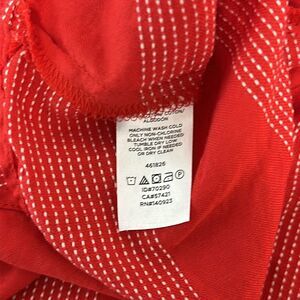 ALGODON
MACHINE WASH COLD
ONLY NON-CHLORINE
BLEACH WHEN NEEDED
TUMBLE DRY LOW
COOL IRON IF NEEDED
OR DRY CLEAN
461826
ID#70290
CA#57421
RN#140923